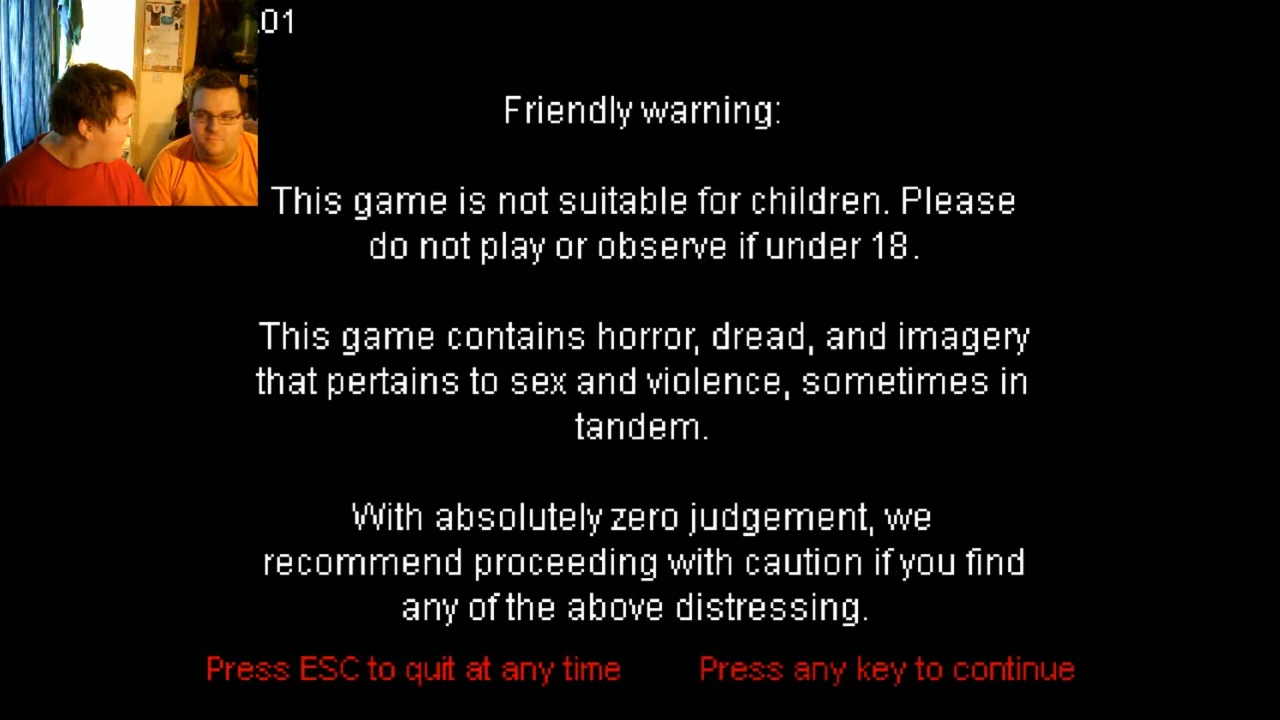 .01
Friendly warning:
This game is not suitable for children. Please
do not play or observe if under 18.
This game contains horror, dread, and imagery
that pertains to sex and violence, sometimes in
tandem.
With absolutely zero judgement, we
recommend proceeding with caution if you find
any of the above distressing.
Press ESC to quit at any time Press any key to continue